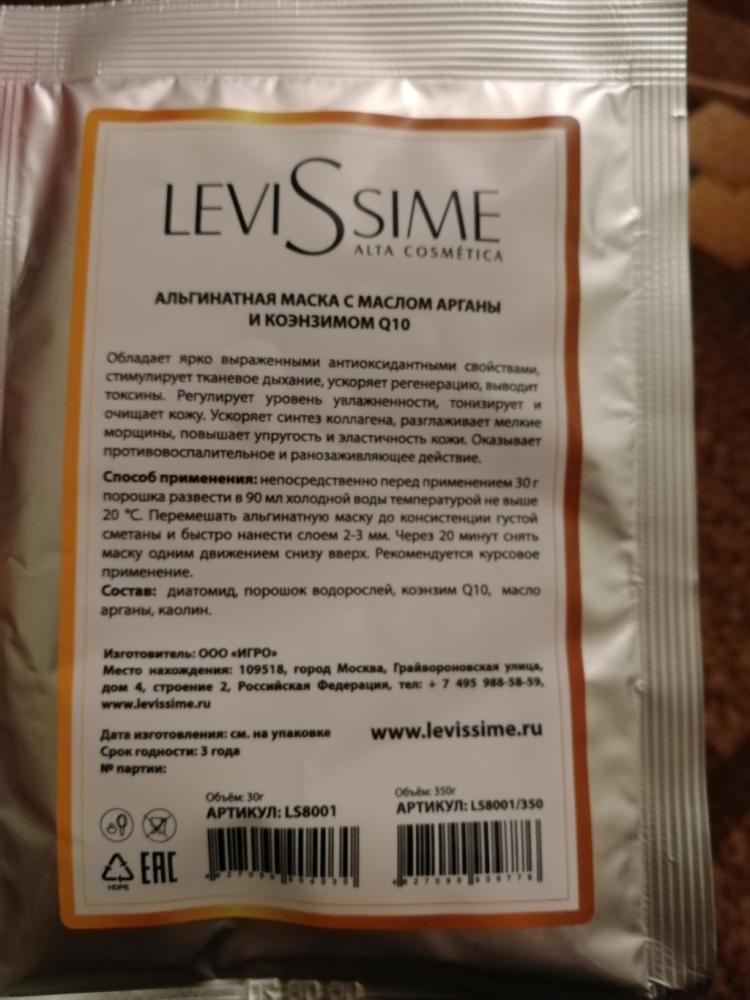 LEVISSIME
ALTA COSMÉTICA
АЛЬГИНАТНАЯ МАСКА С МАСЛОМ АРГАНЫ
И КОЭНЗИМОМ Q10
Обладает ярко выраженными антиоксидантными свойствами,
стимулирует тканевое дыхание, ускоряет регенерацию, выводит
токсины. Регулирует уровень увлажненности, тонизирует и
очищает кожу. Ускоряет синтез коллагена, разглаживает мелкие
морщины, повышает упругость и эластичность кожи. Оказывает
противовоспалительное и ранозаживляющее действие.
Способ применения: непосредственно перед применением 30 г
порошка развести в 90 мл холодной воды температурой не выше
20 °С. Перемешать альгинатную маску до консистенции густой
сметаны и быстро нанести слоем 2-3 мм. Через 20 минут снять
маску одним движением снизу вверх. Рекомендуется курсовое
применение.
Состав: диатомид, порошок водорослей, коэнзим Q10, масло
арганы, каолин.
Изготовитель: ООО «ИГРО»
Место нахождения: 109518, город Москва, Грайвороновская улица,
дом 4, строение 2, Российская Федерация, тел: + 7 495 988-58-59,
www.levissime.ru
Дата изготовления: см. на упаковке
www.levissime.ru
Срок годности: 3 года
№ партии:
Объём: 30г
АРТИКУЛ: LS8001
Объём: 350г
АРТИКУЛ: LS8001/350
HDPE
EAC